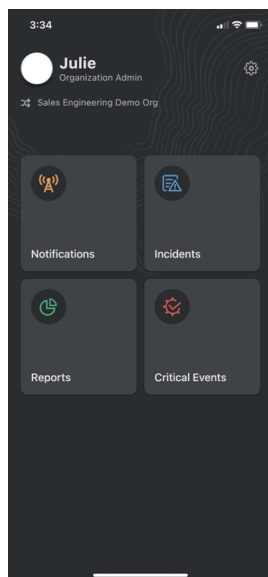 3:34
Julie
Organization Admin
Sales Engineering Demo Org
Notifications
Incidents
Reports
Critical Events